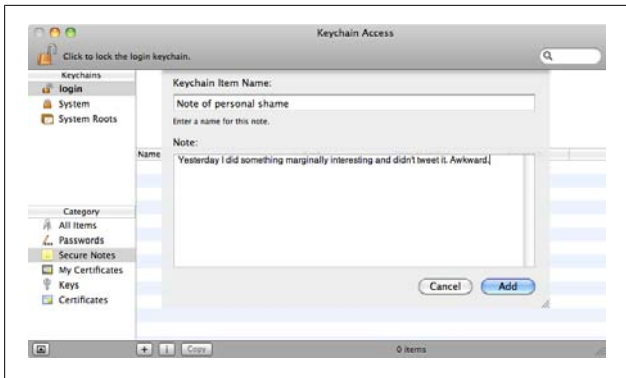 Keychain Access
Click to lock the login keychain.
Keychains
login
System
System Roots
Keychain Item Name:
Note of personal shame
Enter a name for this note.
Note:
Yesterday I did something marginally interesting and didn't tweet it. Awkward.
Name
Category
All Items
Passwords
Secure Notes
My Certificates
Keys
Certificates
Cancel
Add
+
i
Copy
0 items